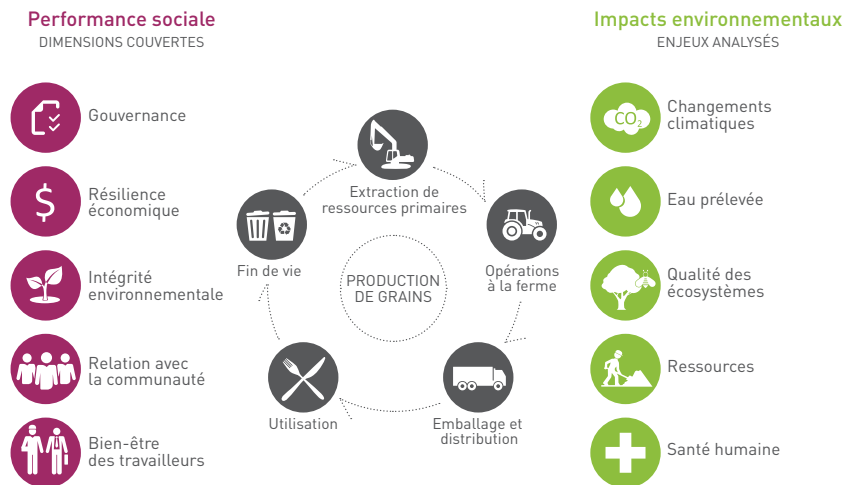 Performance sociale
DIMENSIONS COUVERTES
Gouvernance
$
Résilience
économique
Intégrité
environnementale
Relation avec
la communauté
Bien-être
des travailleurs
Extraction de
ressources primaires
Opérations
à la ferme
Emballage et
distribution
Utilisation
Fin de vie
PRODUCTION
DE GRAINS
Impacts environnementaux
ENJEUX ANALYSÉS
CO2
Changements
climatiques
Eau prélevée
Qualité des
écosystèmes
Ressources
Santé humaine